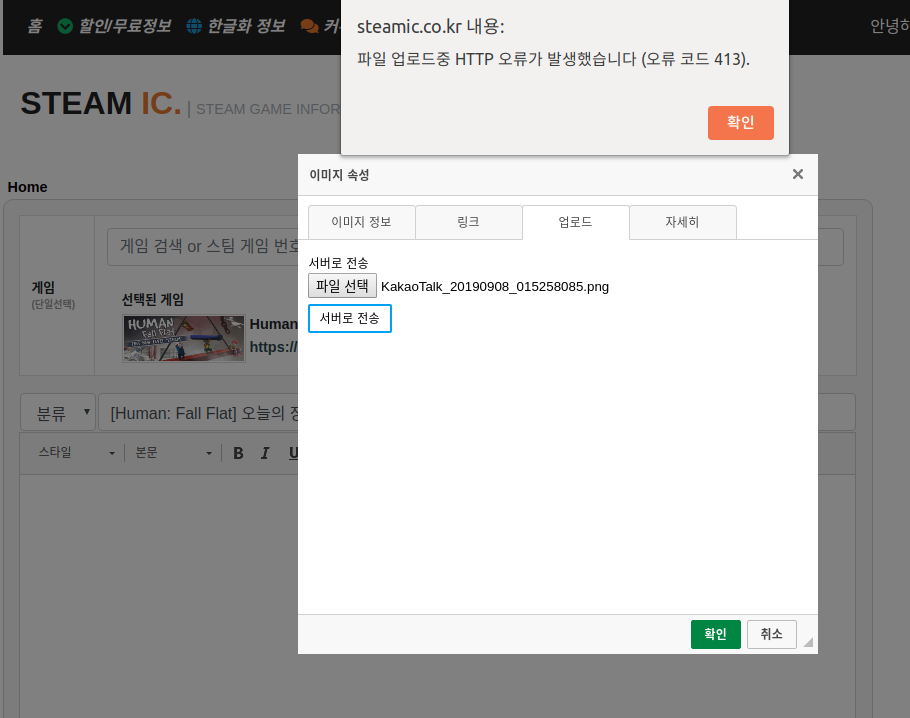 홈 할인/무료정보 한글화 정보 커
안녕하
steamic.co.kr 내용:
파일 업로드중 HTTP 오류가 발생했습니다 (오류 코드 413).
확인
STEAM IC. | STEAM GAME INFOR
이미지 속성
이미지 정보 링크 업로드 자세히
Home
게임 검색 or 스팀 게임 번호
서버로 전송
파일 선택 KakaoTalk_20190908_015258085.png
게임
(단일선택)
선택된 게임
서버로 전송
HUMAN
Fall Flat
Human
https://
분류 [Human: Fall Flat] 오늘의 정
스타일 본문 B I U
확인 취소